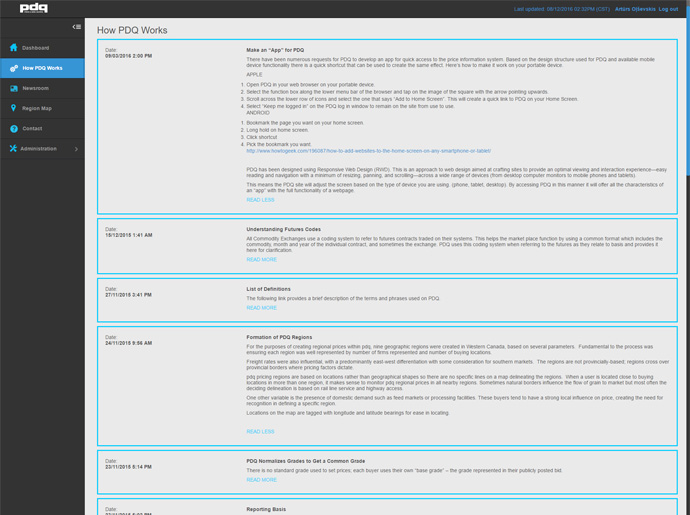 pdq
Last updated: 08/12/2016 02:33PM (CST) Artūrs Oļševskis Log out
Dashboard
How PDQ Works
Newsroom
Region Map
Contact
Administration
How PDQ Works
Date:
09/03/2016 2:00 PM
Make an "App" for PDQ
There have been numerous requests for PDQ to develop an app for quick access to the price information system. Based on the design structure used for PDQ and available mobile
device functionality there is a quick shortcut that can be used to create the same effect. Here's how to make it work on your portable device.
APPLE
1. Open PDQ in your web browser on your portable device
2. Select the function along the lower menu bar of the browser and tap on the image of the square with the arrow pointing upwards.
3. Scroll across the lower row of icons and select the one that says "Add to Home Screen". This will create a quick link to PDQ on your Home Screen.
4. Select "Keep me logged in" on the PDQ log in window to remain on the site from use to use.
ANDROID
1. Bookmark the page you want on your home screen
2. Long hold on home screen.
3. Click shortcut
4. Pick the bookmark you want.
http://www.howtogeek.com/196087/how-to-add-websites-to-the-home-screen-on-any-smartphone-or-tablet/
PDQ has been designed using Responsive Web Design (RWD). This is an approach to web design aimed at crafting sites to provide an optimal viewing and interaction experience—easy
reading and navigation with a minimum of resizing, panning, and scrolling—across a wide range of devices (from desktop computer monitors to mobile phones and tablets).
This means the PDQ site will adjust the screen based on the type of device you are using. (phone, tablet, desktop). By accessing PDQ in this manner it will offer all the characteristics
of an "app" with the full functionality of a webpage.
READ LESS
Date:
15/12/2015 1:41 AM
Understanding Futures Codes
All Commodity Exchanges use a coding system to refer to futures contracts traded on their systems. This helps the market place function by using a common format which includes the
commodity, month and year of the individual contract, and sometimes the exchange. PDQ uses this coding system when referring to the futures as they relate to basis and provides it
here for clarification.
READ MORE
Date:
27/11/2015 3:41 PM
List of Definitions
The following link provides a brief description of the terms and phrases used on PDQ.
READ MORE
Date:
24/11/2015 9:56 AM
Formation of PDQ Regions
For the purposes of creating regional prices within pdq, nine geographic regions were created in Western Canada, based on several parameters. Fundamental to the process was
ensuring each region was well represented by number of firms represented and number of buying locations.
Freight rates were also influential, with a predominantly east-west differentiation with some consideration for southern markets. The regions are not provincially-based; regions cross over
provincial borders where pricing factors dictate.
pdq pricing regions are based on locations rather than geographical shapes so there are no specific lines on a map delineating the regions. When a user is located close to buying
locations in more than one region, it makes sense to monitor pdq regional prices in all nearby regions. Sometimes natural borders influence the flow of grain to market but most often the
deciding delineation is based on rail line service and highway access.
One other variable is the presence of domestic demand such as feed markets or processing facilities. These buyers tend to have a strong local influence on price, creating the need for
recognition in defining a specific region.
Locations on the map are tagged with longitude and latitude bearings for ease in locating.
READ LESS
Date:
23/11/2015 5:14 PM
PDQ Normalizes Grades to Get a Common Grade
There is no standard grade used to set prices; each buyer uses their own "base grade" – the grade represented in their publicly posted bid.
READ MORE
Date:
Reporting Basis